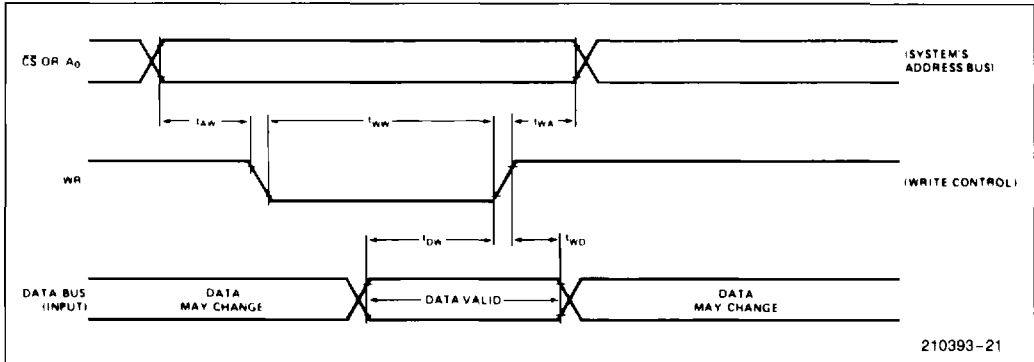 C̅S̅ OR A₀
(SYSTEM'S
ADDRESS BUS)
tAW
tWW
tWA
WR
(WRITE CONTROL)
tDW
tWD
DATA BUS
(INPUT)
DATA
MAY CHANGE
DATA VALID
DATA
MAY CHANGE
210393-21